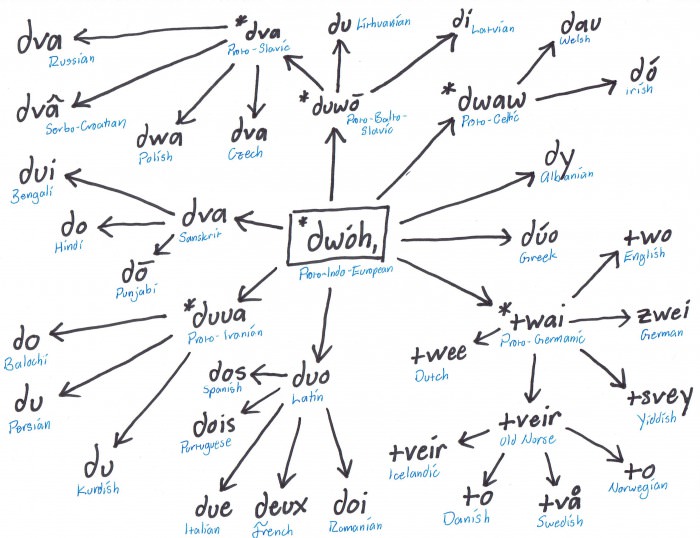 dva
Russian
*dva
Proto-Slavic
du Lithuanian
di
Latvian
dau
Welsh
dvâ
Serbo-Croatian
dwa
Polish
dva
Czech
*duwō
Proto-Balto-
Slavic
*dwaw
Proto-Celtic
dó
irish
dui
Bengali
dy
Albanian
do
Hindi
dva
Sanskrit
*dwóh₁
Proto-Indo-European
dúo
Greek
two
English
dō
Punjabi
*duua
Proto-Iranian
*twai
Proto-Germanic
zwei
German
do
Balochi
dos
Spanish
duo
Latin
twee
Dutch
tsvey
Yiddish
du
Persian
dois
Portuguese
tveir
Old Norse
tveír
Icelandic
du
Kurdish
to
Norwegian
due
Italian
deux
French
doi
Romanian
to
Danish
två
Swedish